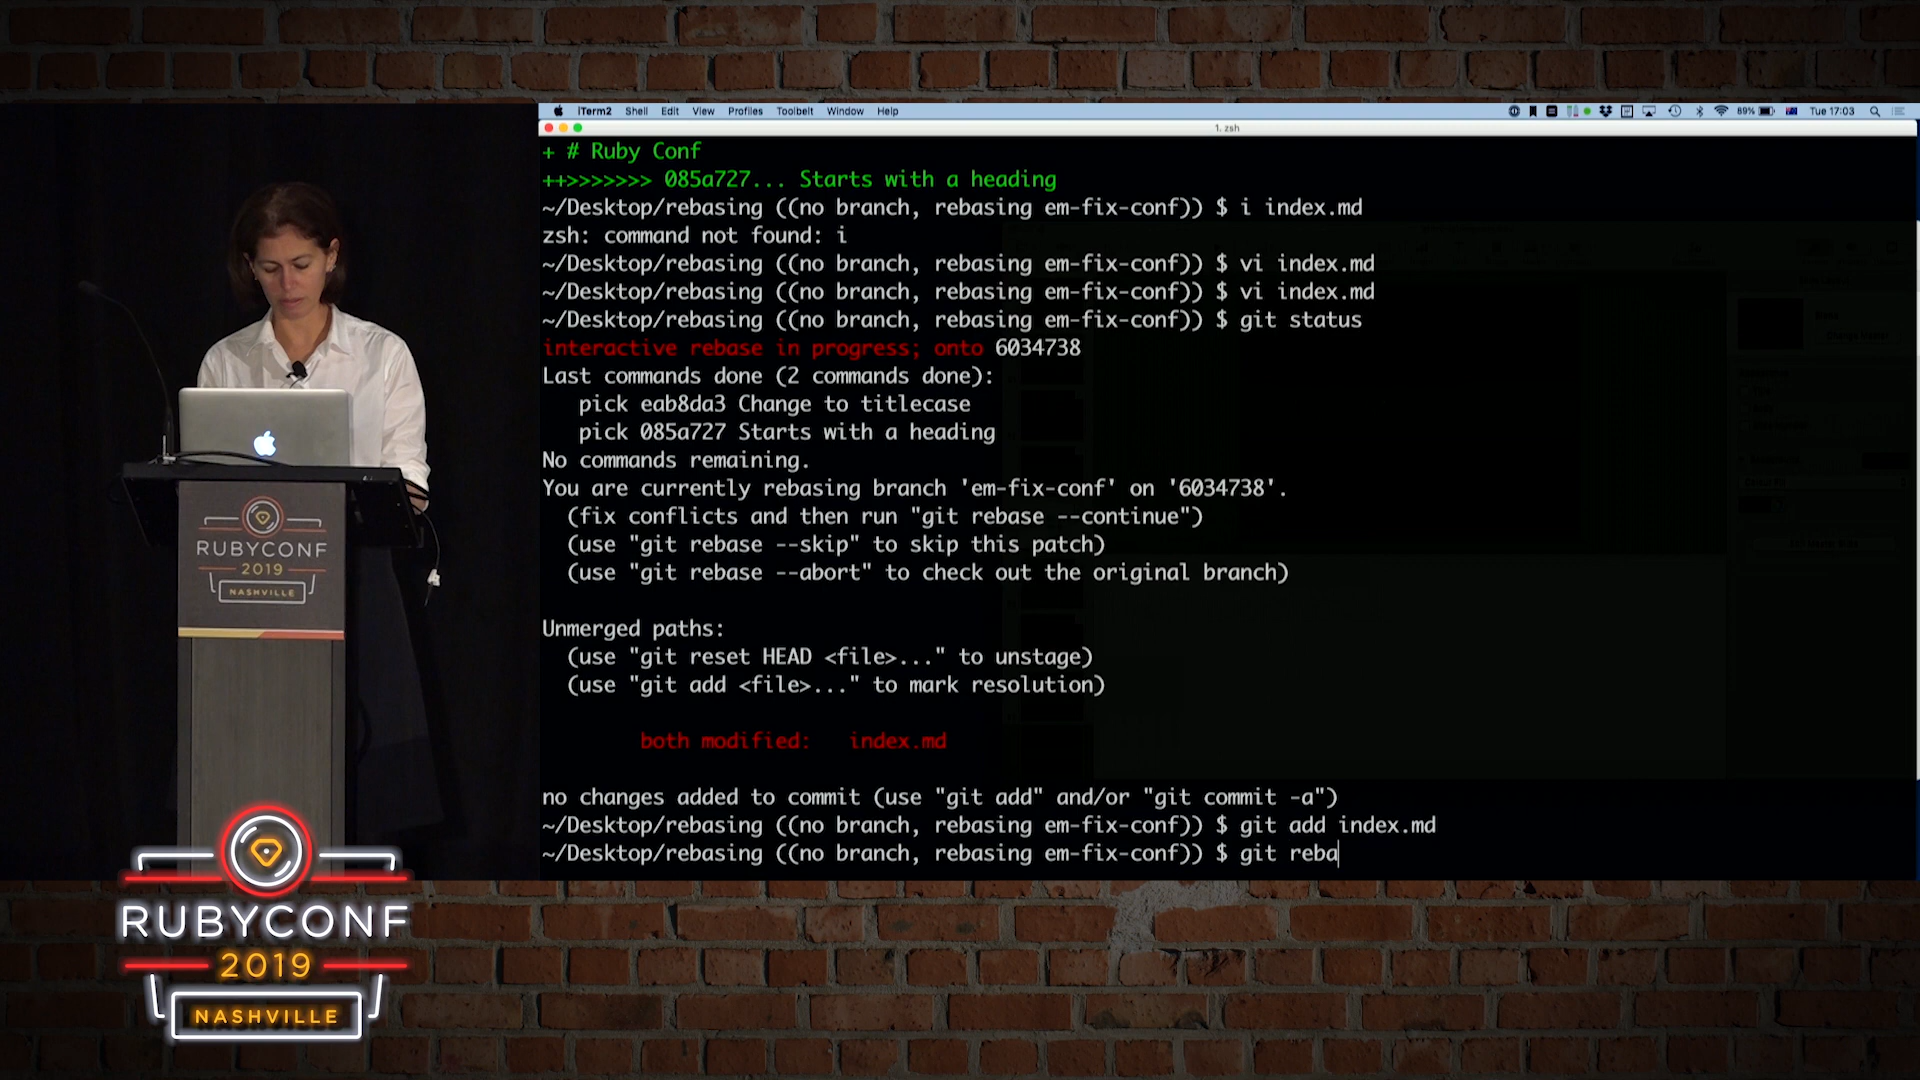 iTerm2 Shell Edit View Profiles Toolbelt Window Help
89% Tue 17:03
1. zsh
+ # Ruby Conf
++>>>>>>> 085a727... Starts with a heading
~/Desktop/rebasing ((no branch, rebasing em-fix-conf)) $ i index.md
zsh: command not found: i
~/Desktop/rebasing ((no branch, rebasing em-fix-conf)) $ vi index.md
~/Desktop/rebasing ((no branch, rebasing em-fix-conf)) $ vi index.md
~/Desktop/rebasing ((no branch, rebasing em-fix-conf)) $ git status
interactive rebase in progress; onto 6034738
Last commands done (2 commands done):
pick eab8da3 Change to titlecase
pick 085a727 Starts with a heading
No commands remaining.
You are currently rebasing branch 'em-fix-conf' on '6034738'.
(fix conflicts and then run "git rebase --continue")
(use "git rebase --skip" to skip this patch)
(use "git rebase --abort" to check out the original branch)
Unmerged paths:
(use "git reset HEAD <file>..." to unstage)
(use "git add <file>..." to mark resolution)
both modified: index.md
no changes added to commit (use "git add" and/or "git commit -a")
~/Desktop/rebasing ((no branch, rebasing em-fix-conf)) $ git add index.md
~/Desktop/rebasing ((no branch, rebasing em-fix-conf)) $ git reba
RUBYCONF
2019
NASHVILLE
RUBYCONF
2019
NASHVILLE